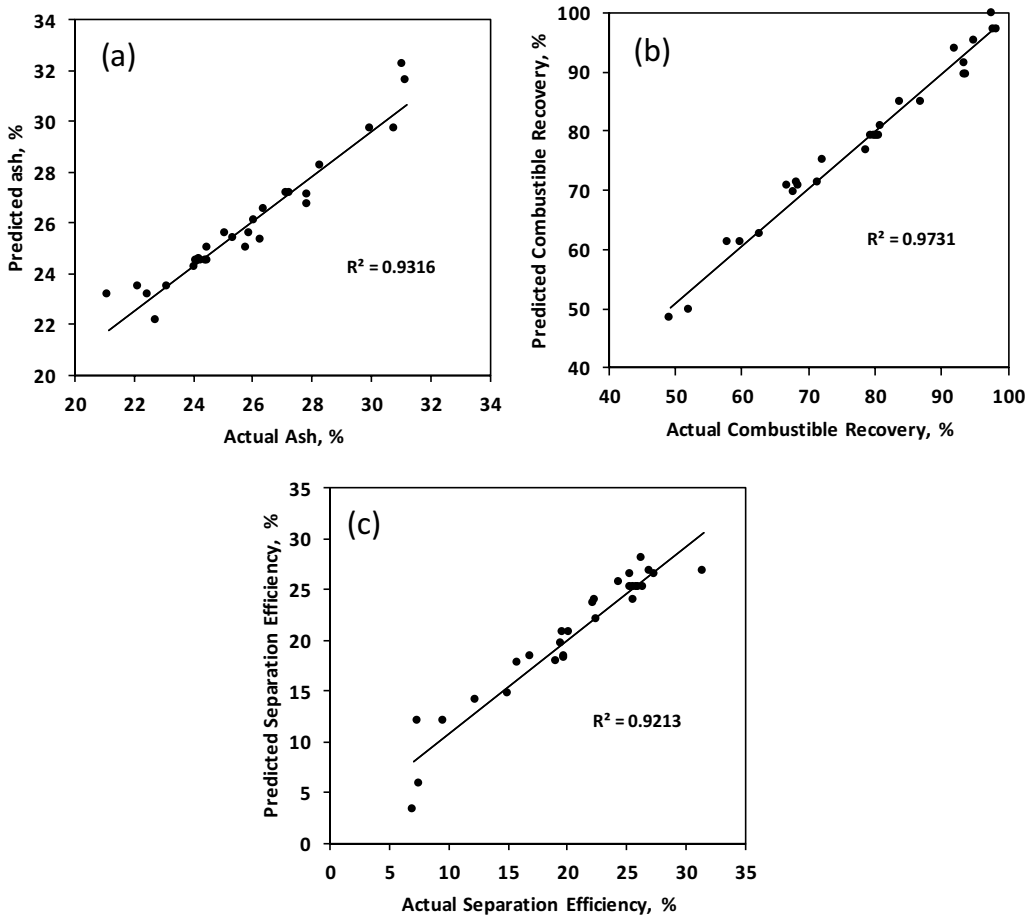 (a)
Predicted ash, %
34
32
30
28
26
24
22
20
R² = 0.9316
20 22 24 26 28 30 32 34
Actual Ash, %
(b)
Predicted Combustible Recovery, %
100
90
80
70
60
50
40
R² = 0.9731
40 50 60 70 80 90 100
Actual Combustible Recovery, %
(c)
Predicted Separation Efficiency, %
35
30
25
20
15
10
5
0
R² = 0.9213
0 5 10 15 20 25 30 35
Actual Separation Efficiency, %